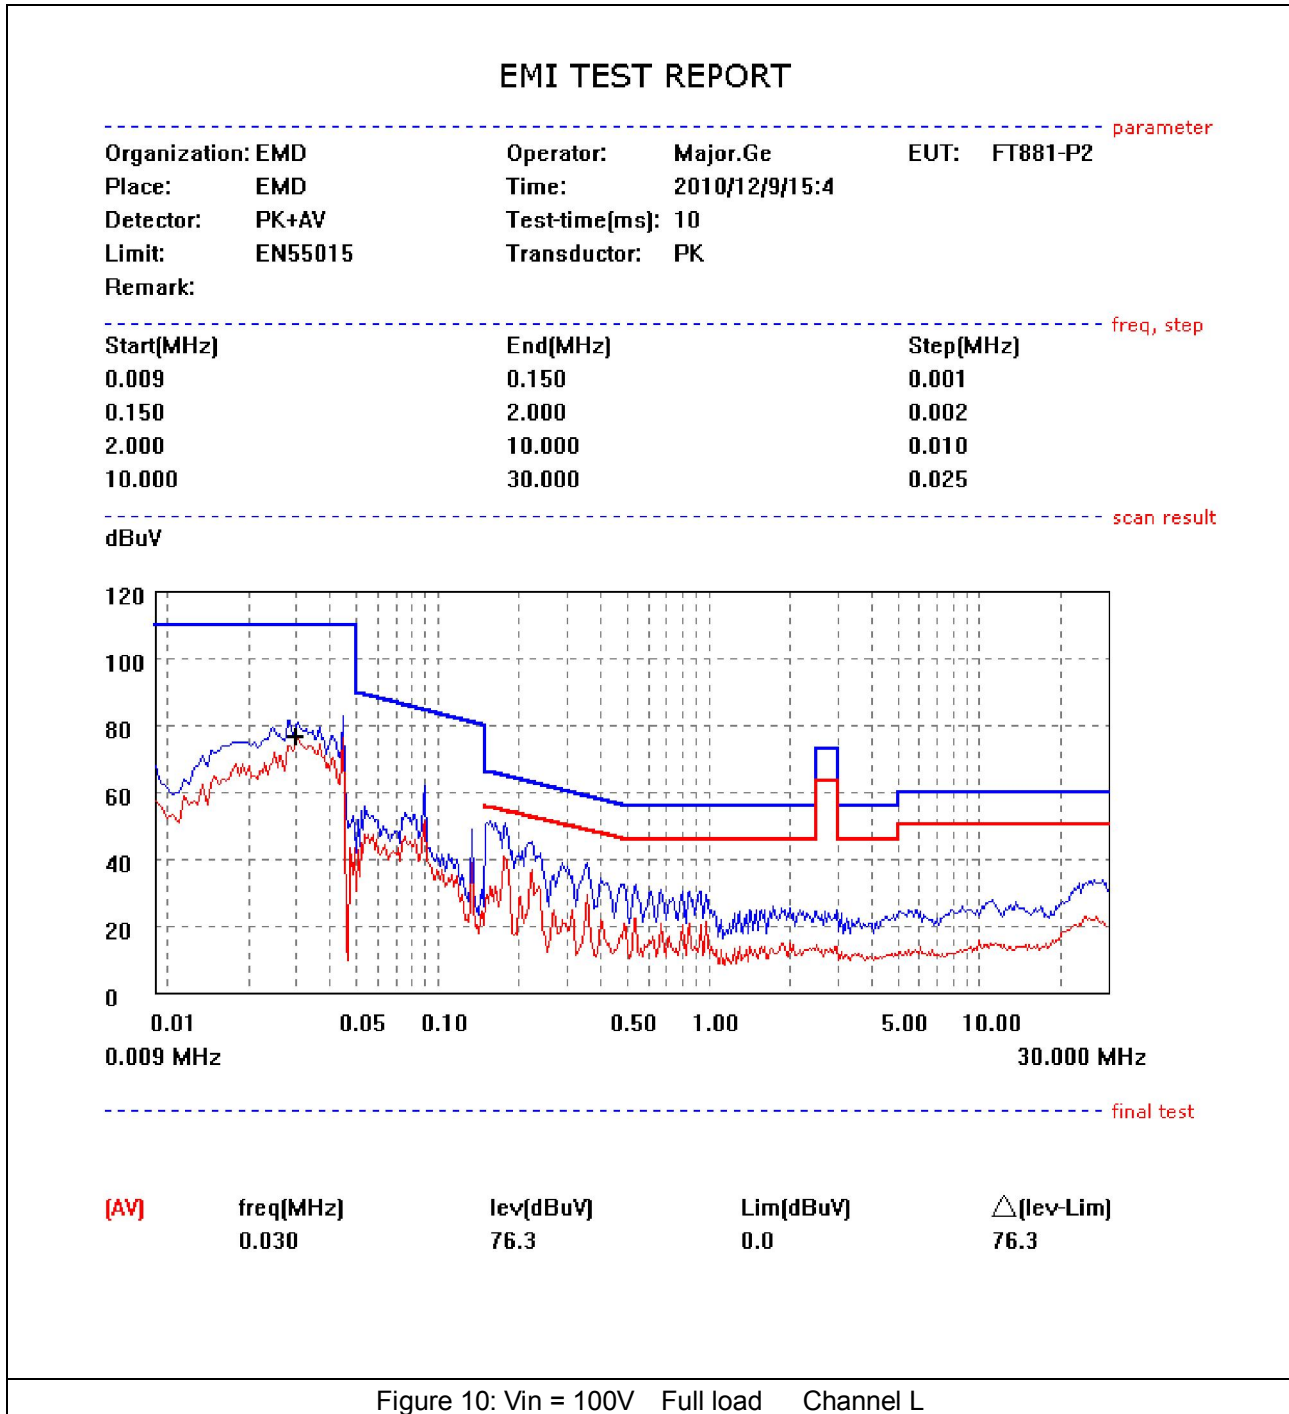 EMI TEST REPORT
parameter
Organization: EMD Operator: Major.Ge EUT: FT881-P2
Place: EMD Time: 2010/12/9/15:4
Detector: PK+AV Test-time(ms): 10
Limit: EN55015 Transductor: PK
Remark:
freq, step
Start(MHz) End(MHz) Step(MHz)
0.009 0.150 0.001
0.150 2.000 0.002
2.000 10.000 0.010
10.000 30.000 0.025
scan result
dBuV
120
100
80
60
40
20
0
0.01 0.05 0.10 0.50 1.00 5.00 10.00
0.009 MHz 30.000 MHz
final test
(AV) freq(MHz) lev(dBuV) Lim(dBuV) △(lev-Lim)
0.030 76.3 0.0 76.3
Figure 10: Vin = 100V Full load Channel L